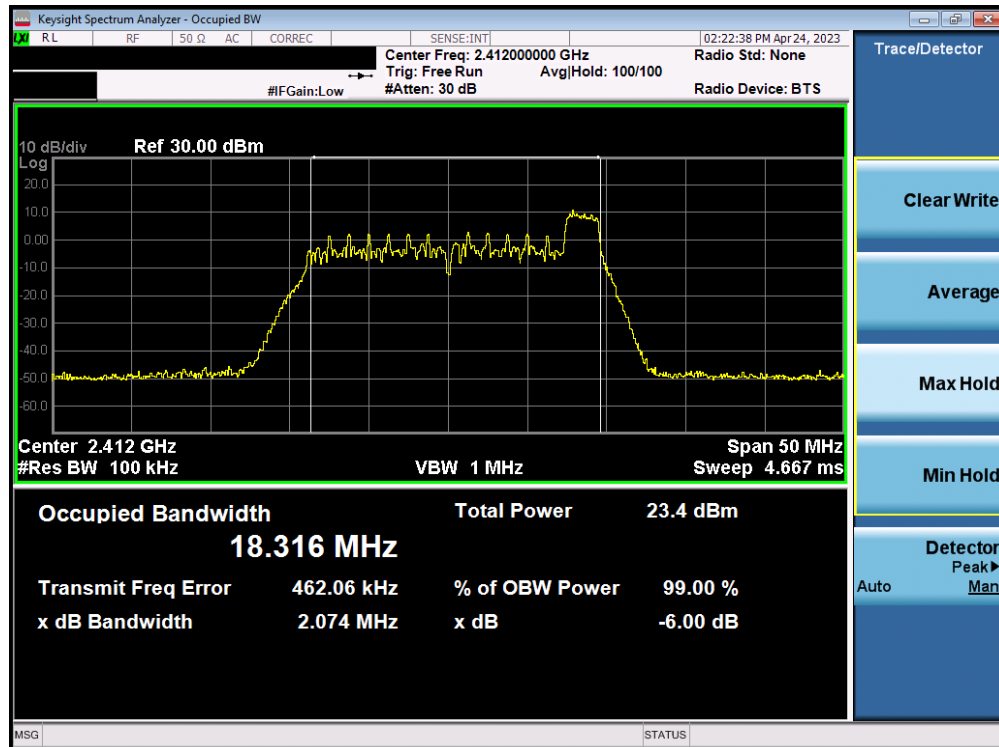 Keysight Spectrum Analyzer - Occupied BW
LXI RL RF 50 Ω AC CORREC SENSE:INT 02:22:38 PM Apr 24, 2023
Center Freq: 2.412000000 GHz Radio Std: None
Trig: Free Run Avg|Hold: 100/100
#IFGain:Low #Atten: 30 dB Radio Device: BTS
10 dB/div Ref 30.00 dBm
Log
20.0
10.0
0.00
-10.0
-20.0
-30.0
-40.0
-50.0
-60.0
Center 2.412 GHz Span 50 MHz
#Res BW 100 kHz VBW 1 MHz Sweep 4.667 ms
Occupied Bandwidth Total Power 23.4 dBm
18.316 MHz
Transmit Freq Error 462.06 kHz % of OBW Power 99.00 %
x dB Bandwidth 2.074 MHz x dB -6.00 dB
MSG STATUS
Trace/Detector
Clear Write
Average
Max Hold
Min Hold
Detector
Peak▶
Auto Man